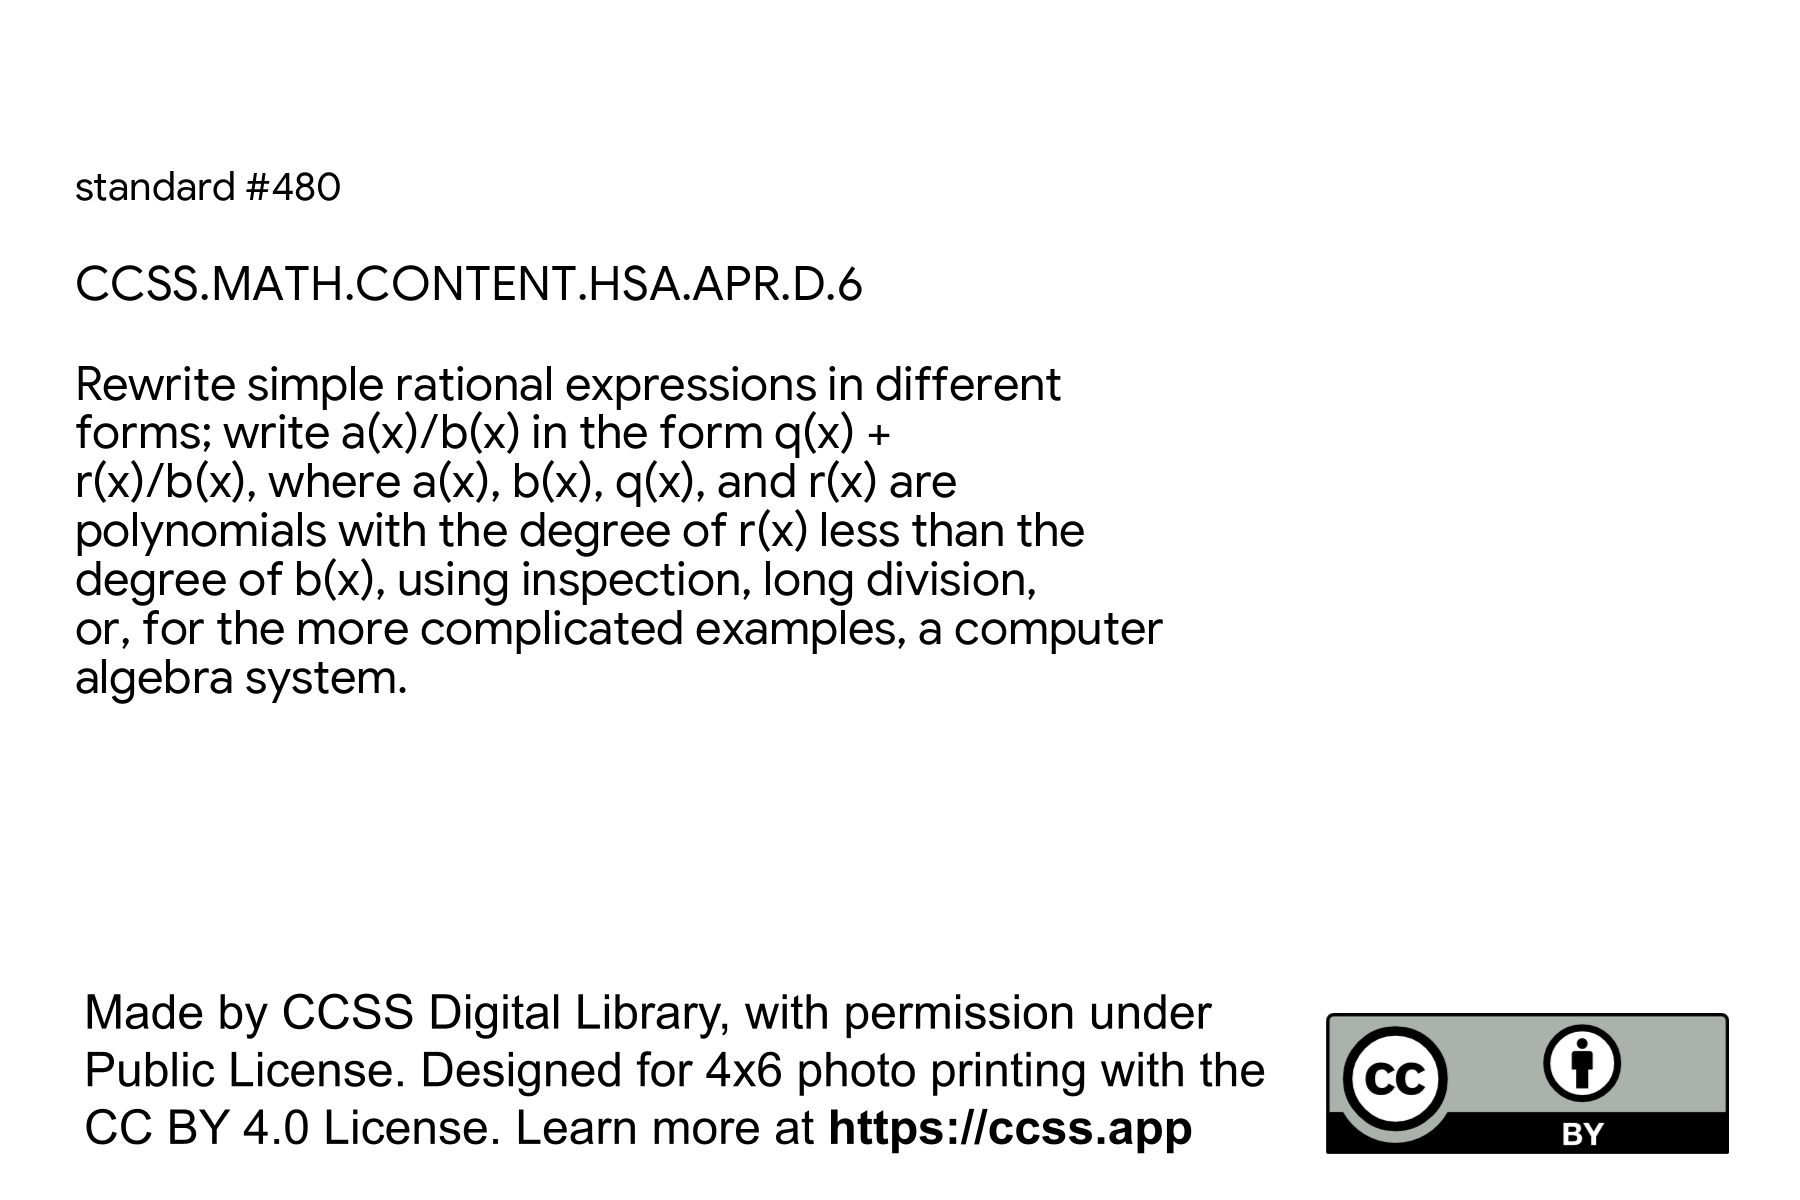 standard #480
CCSS.MATH.CONTENT.HSA.APR.D.6
Rewrite simple rational expressions in different
forms; write a(x)/b(x) in the form q(x) +
r(x)/b(x), where a(x), b(x), q(x), and r(x) are
polynomials with the degree of r(x) less than the
degree of b(x), using inspection, long division,
or, for the more complicated examples, a computer
algebra system.
Made by CCSS Digital Library, with permission under
Public License. Designed for 4x6 photo printing with the
CC BY 4.0 License. Learn more at https://ccss.app
CC
BY